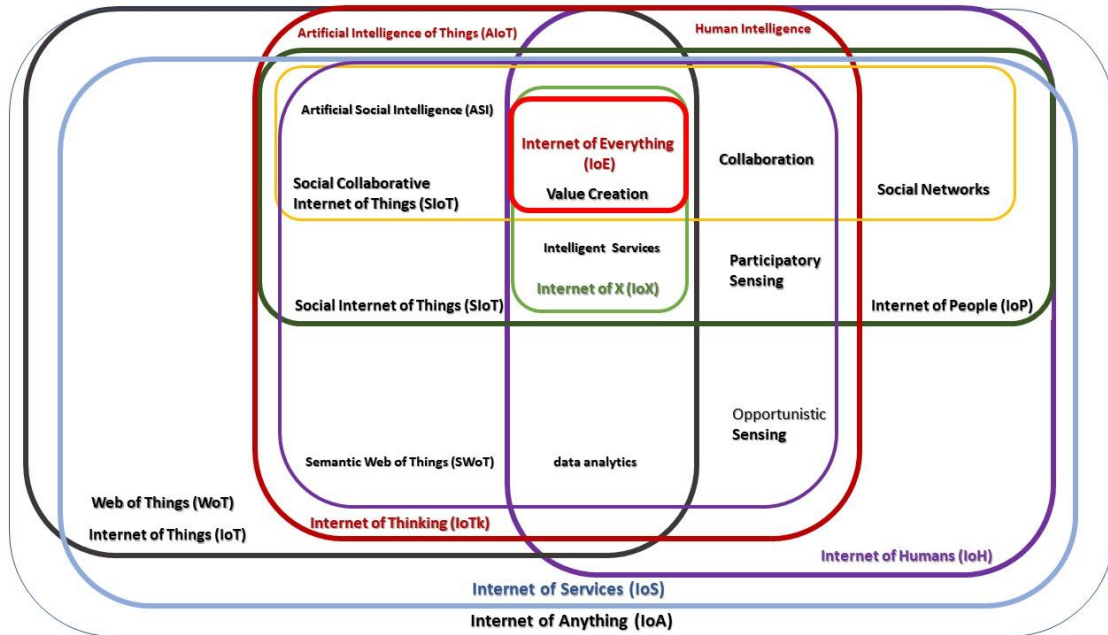 Artificial Intelligence of Things (AIoT)
Human Intelligence
Artificial Social Intelligence (ASI)
Internet of Everything
(IoE)
Value Creation
Collaboration
Social Collaborative
Internet of Things (SIoT)
Social Networks
Intelligent Services
Internet of X (IoX)
Participatory
Sensing
Social Internet of Things (SIoT)
Internet of People (IoP)
Opportunistic
Sensing
Semantic Web of Things (SWoT)
data analytics
Web of Things (WoT)
Internet of Things (IoT)
Internet of Thinking (IoTk)
Internet of Humans (IoH)
Internet of Services (IoS)
Internet of Anything (IoA)